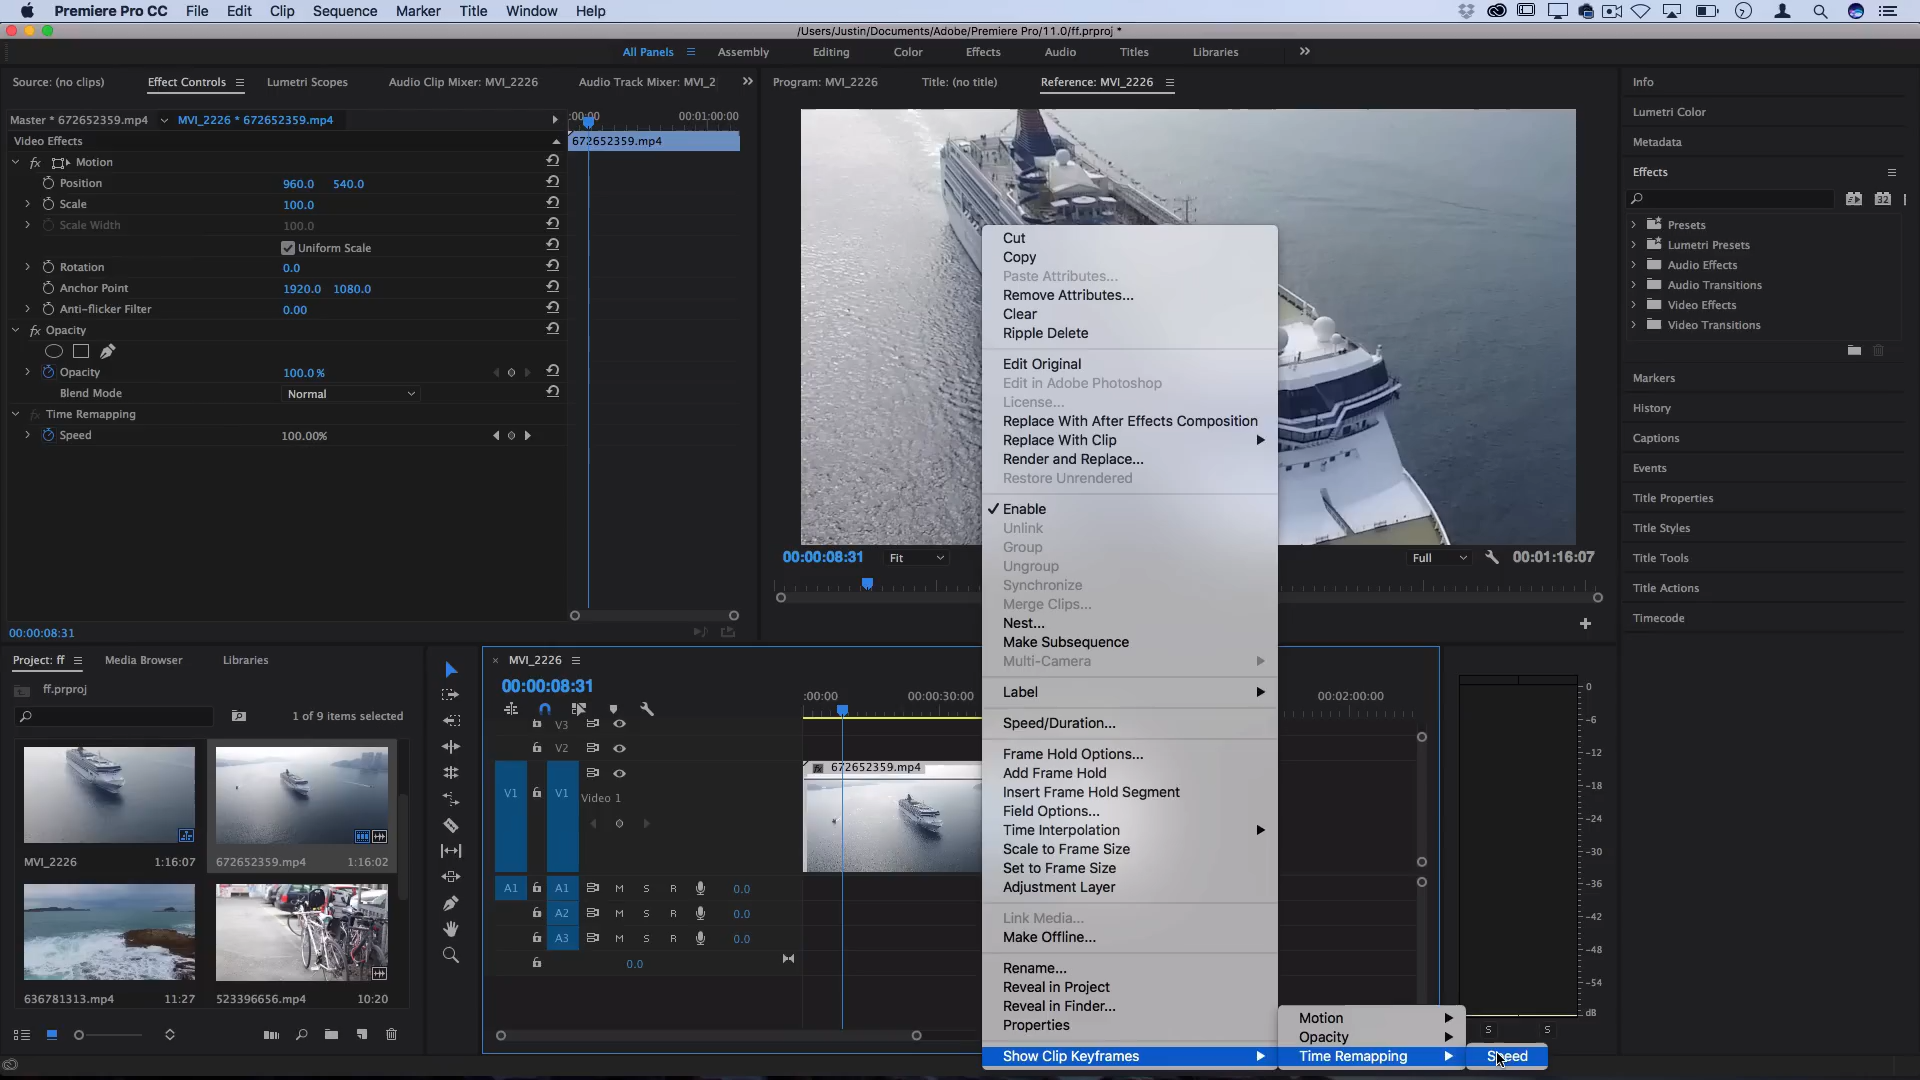 Premiere Pro CC File Edit Clip Sequence Marker Title Window Help
/Users/Justin/Documents/Adobe/Premiere Pro/11.0/ff.prproj *
All Panels Assembly Editing Color Effects Audio Titles Libraries
Source: (no clips) Effect Controls Lumetri Scopes Audio Clip Mixer: MVI_2226 Audio Track Mixer: MVI_2
Program: MVI_2226 Title: (no title) Reference: MVI_2226
Master * 672652359.mp4 MVI_2226 * 672652359.mp4
:00:00 00:01:00:00
672652359.mp4
Video Effects
fx Motion
Position 960.0 540.0
Scale 100.0
Scale Width 100.0
Uniform Scale
Rotation 0.0
Anchor Point 1920.0 1080.0
Anti-flicker Filter 0.00
fx Opacity
Opacity 100.0 %
Blend Mode Normal
fx Time Remapping
Speed 100.00%
00:00:08:31
00:00:08:31 Fit Full 00:01:16:07
Info
Lumetri Color
Metadata
Effects
32
Presets
Lumetri Presets
Audio Effects
Audio Transitions
Video Effects
Video Transitions
Markers
History
Captions
Events
Title Properties
Title Styles
Title Tools
Title Actions
Timecode
Cut
Copy
Paste Attributes...
Remove Attributes...
Clear
Ripple Delete
Edit Original
Edit in Adobe Photoshop
License...
Replace With After Effects Composition
Replace With Clip
Render and Replace...
Restore Unrendered
Enable
Unlink
Group
Ungroup
Synchronize
Merge Clips...
Nest...
Make Subsequence
Multi-Camera
Label
Speed/Duration...
Frame Hold Options...
Add Frame Hold
Insert Frame Hold Segment
Field Options...
Time Interpolation
Scale to Frame Size
Set to Frame Size
Adjustment Layer
Link Media...
Make Offline...
Rename...
Reveal in Project
Reveal in Finder...
Properties
Show Clip Keyframes
Motion
Opacity
Time Remapping
Speed
Project: ff Media Browser Libraries
ff.prproj
1 of 9 items selected
MVI_2226 1:16:07
672652359.mp4 1:16:02
636781313.mp4 11:27
523396656.mp4 10:20
MVI_2226
00:00:08:31
:00:00 00:00:30:00 00:02:00:00
V3
V2
V1 V1 Video 1
fx 672652359.mp4
A1 A1 M S R 0.0
A2 M S R 0.0
A3 M S R 0.0
0.0
0
-6
-12
-18
-24
-30
-36
-42
-48
-54
dB
S S